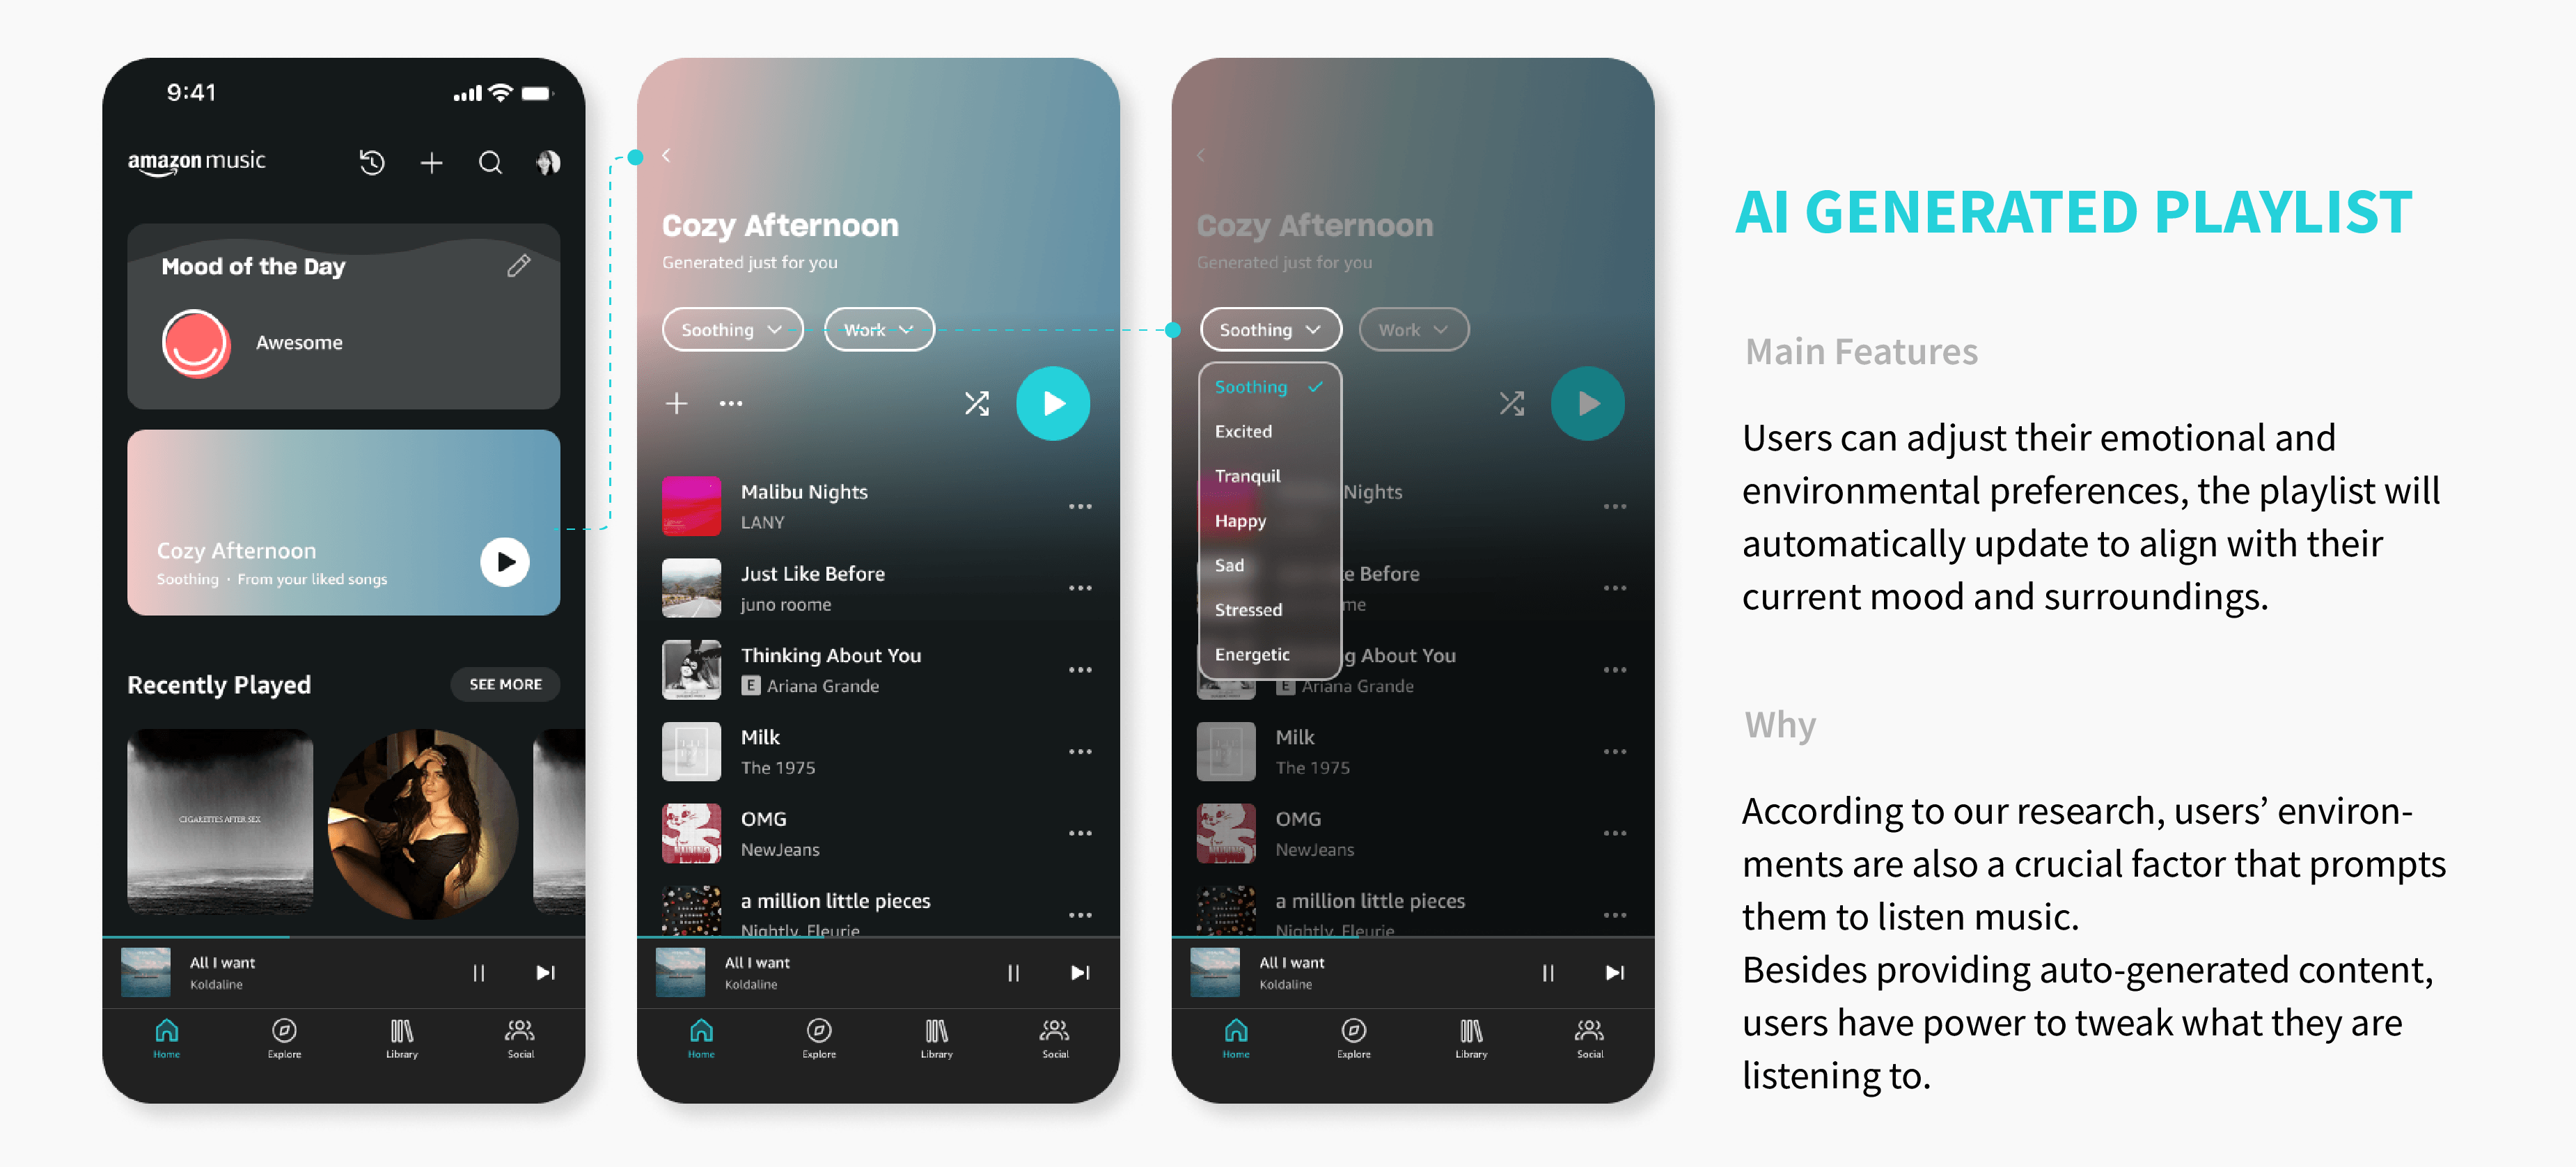 9:41
amazon music
Mood of the Day
Awesome
Cozy Afternoon
Soothing · From your liked songs
Recently Played
SEE MORE
CIGARETTES AFTER SEX
All I want
Koldaline
Home
Explore
Library
Social
Cozy Afternoon
Generated just for you
Soothing
Work
Malibu Nights
LANY
Just Like Before
juno roome
Thinking About You
E Ariana Grande
Milk
The 1975
OMG
NewJeans
a million little pieces
Nightly, Fleurie
All I want
Koldaline
Home
Explore
Library
Social
Cozy Afternoon
Generated just for you
Soothing
Work
Soothing
Excited
Tranquil
Happy
Sad
Stressed
Energetic
Nights
e Before
me
g About You
E Ariana Grande
Milk
The 1975
OMG
NewJeans
a million little pieces
Nightly, Fleurie
All I want
Koldaline
Home
Explore
Library
Social
AI GENERATED PLAYLIST
Main Features
Users can adjust their emotional and
environmental preferences, the playlist will
automatically update to align with their
current mood and surroundings.
Why
According to our research, users’ environ-
ments are also a crucial factor that prompts
them to listen music.
Besides providing auto-generated content,
users have power to tweak what they are
listening to.